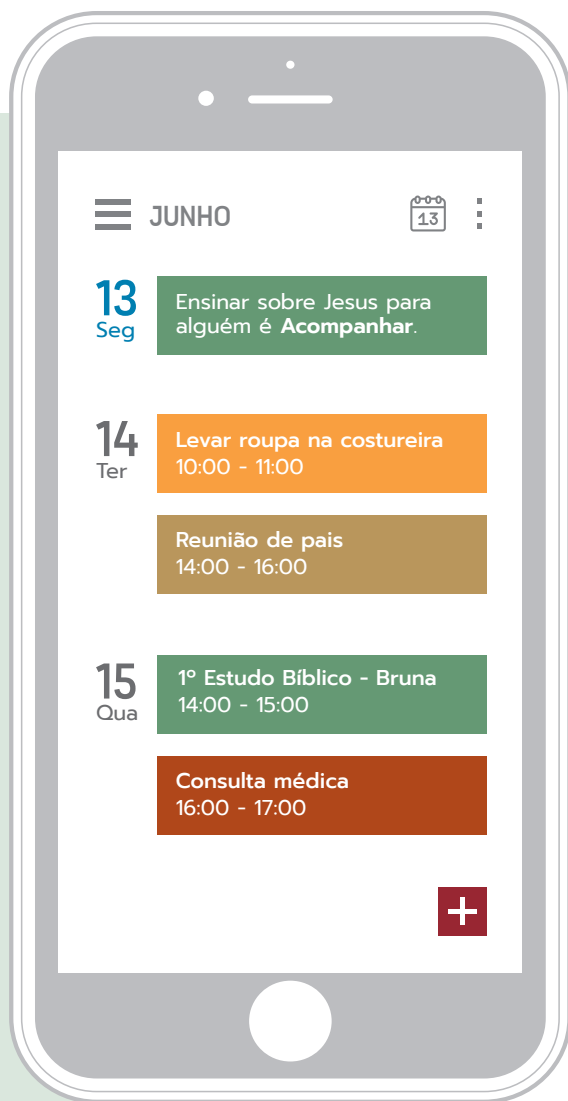 JUNHO
13
13
Seg
Ensinar sobre Jesus para
alguém é Acompanhar.
14
Ter
Levar roupa na costureira
10:00 - 11:00
Reunião de pais
14:00 - 16:00
15
Qua
1º Estudo Bíblico - Bruna
14:00 - 15:00
Consulta médica
16:00 - 17:00